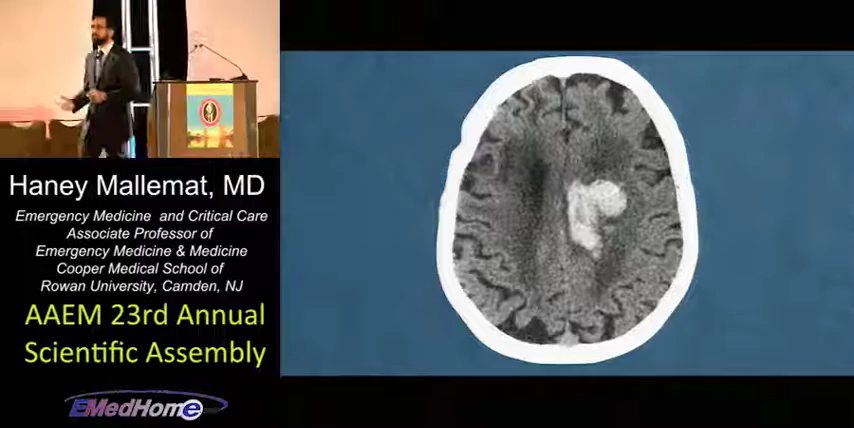 Haney Mallemat, MD
Emergency Medicine and Critical Care
Associate Professor of
Emergency Medicine & Medicine
Cooper Medical School of
Rowan University, Camden, NJ
AAEM 23rd Annual
Scientific Assembly
EMedHome